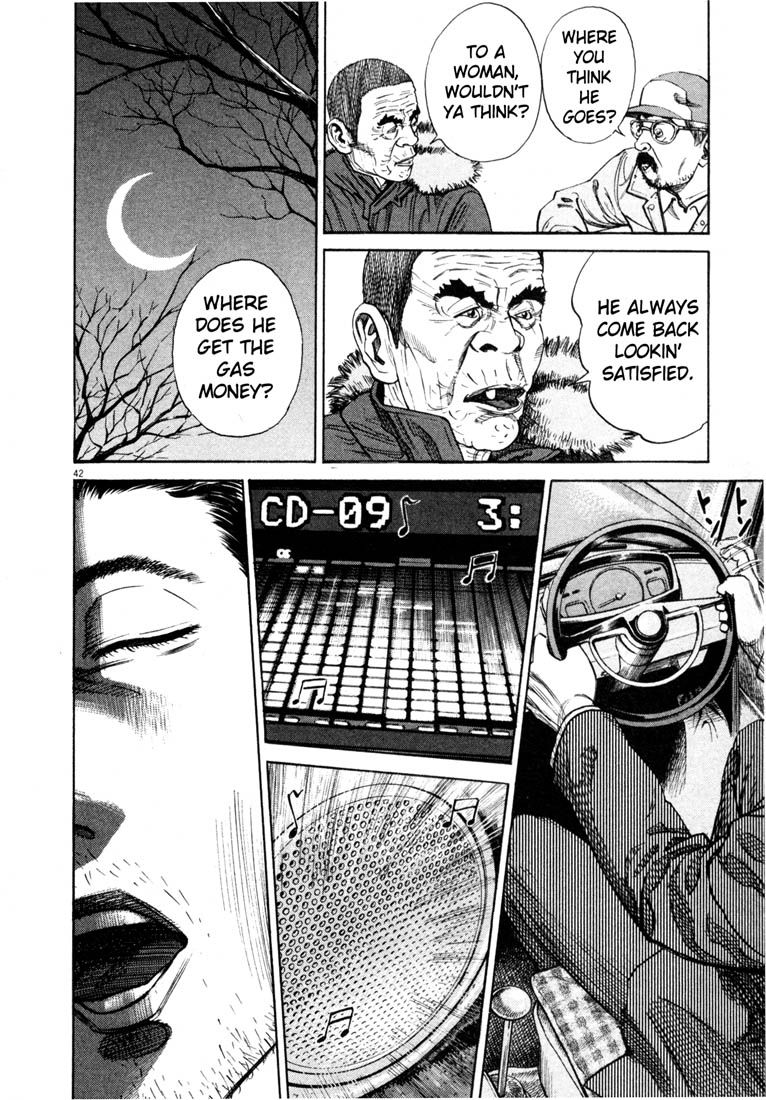 WHERE
YOU
THINK
HE
GOES?
TO A
WOMAN,
WOULDN'T
YA THINK?
HE ALWAYS
COME BACK
LOOKIN'
SATISFIED.
WHERE
DOES HE
GET THE
GAS
MONEY?
42
CD-09 3: